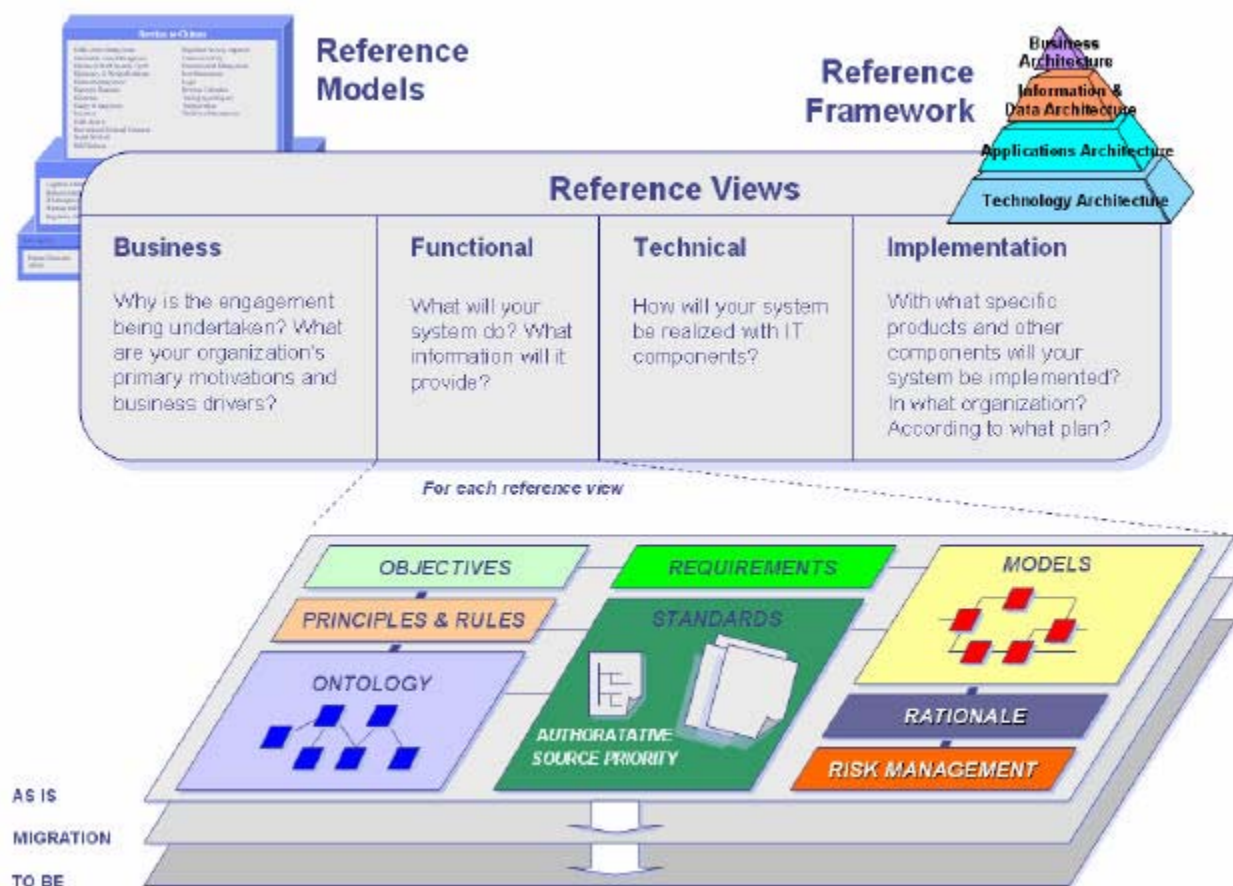 Services to Citizens
Reference
Models
Reference
Framework
Business
Architecture
Information &
Data Architecture
Applications Architecture
Technology Architecture
Reference Views
Business
Why is the engagement
being undertaken? What
are your organization's
primary motivations and
business drivers?
Functional
What will your
system do? What
information will it
provide?
Technical
How will your system
be realized with IT
components?
Implementation
With what specific
products and other
components will your
system be implemented?
In what organization?
According to what plan?
For each reference view
OBJECTIVES
PRINCIPLES & RULES
ONTOLOGY
REQUIREMENTS
STANDARDS
AUTHORATATIVE
SOURCE PRIORITY
MODELS
RATIONALE
RISK MANAGEMENT
AS IS
MIGRATION
TO BE